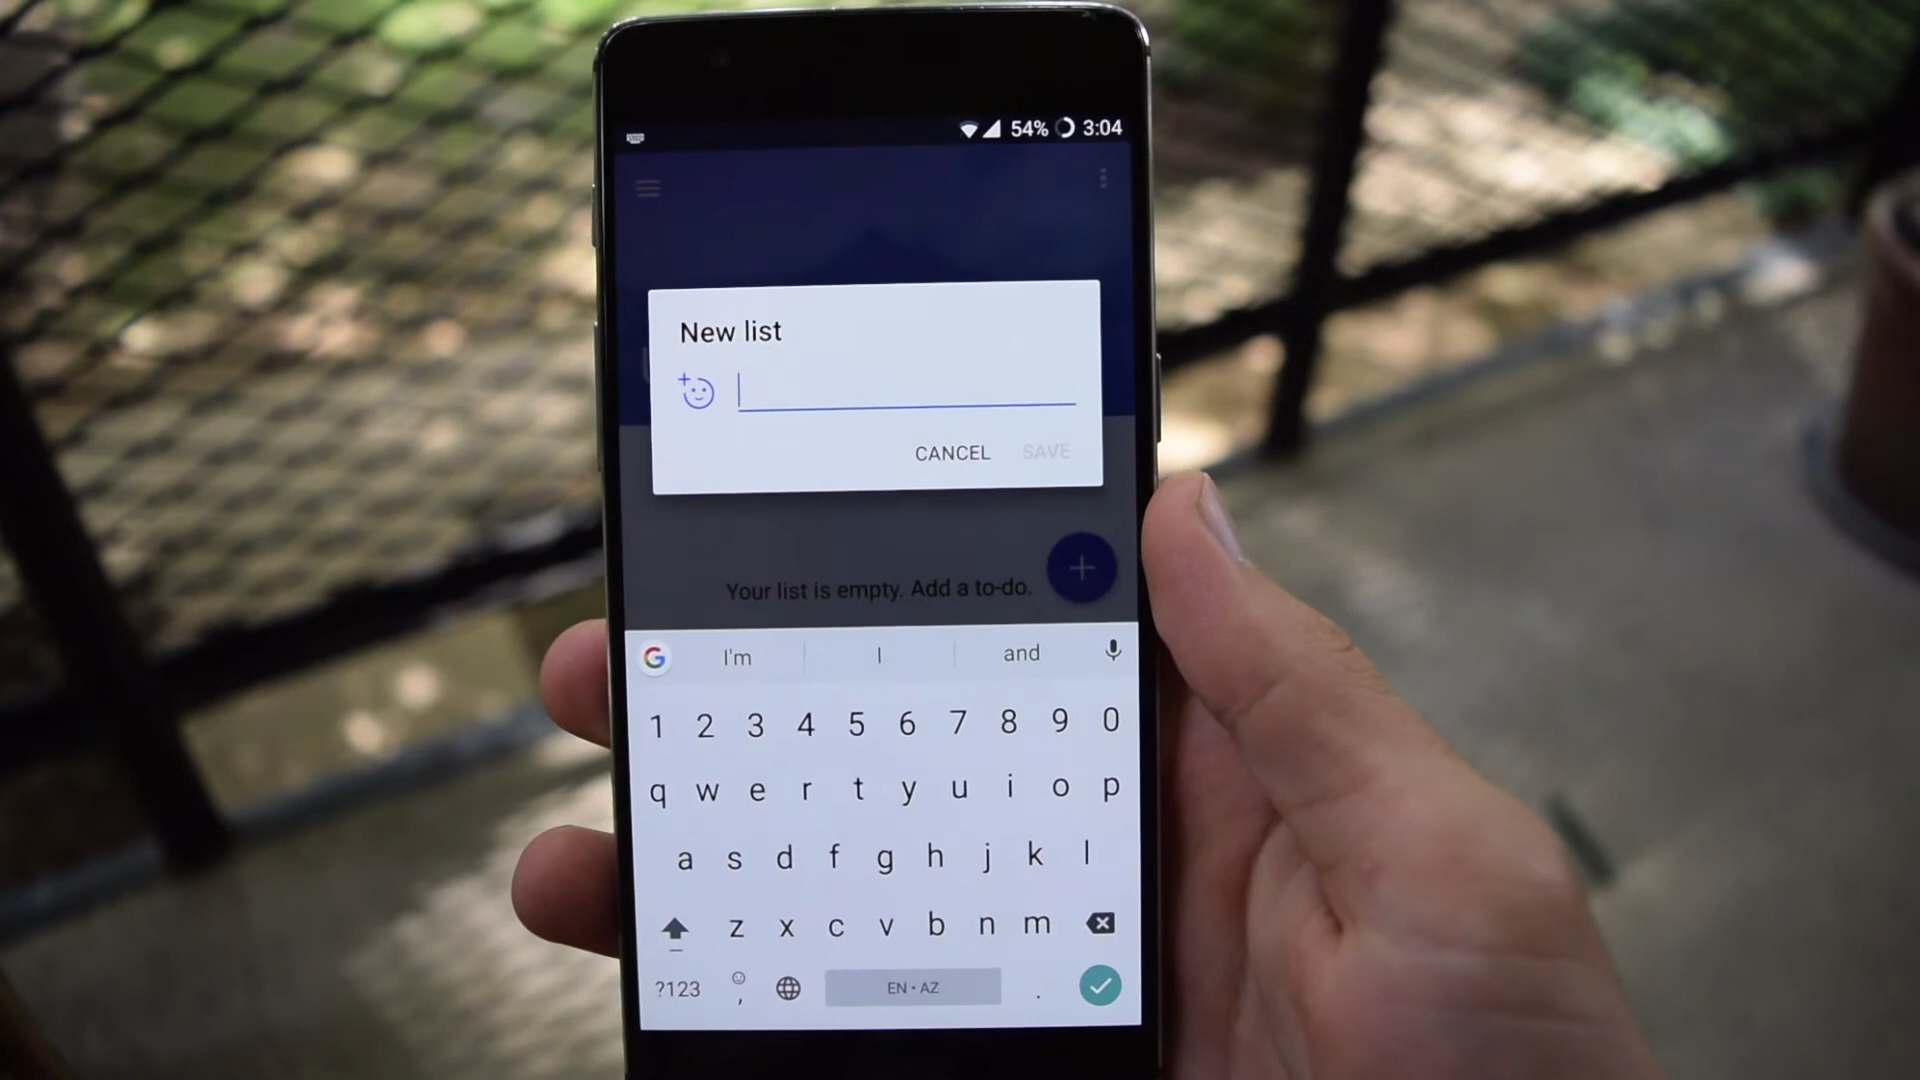 54% 3:04
New list
CANCEL SAVE
Your list is empty. Add a to-do.
G I'm I and
1 2 3 4 5 6 7 8 9 0
q w e r t y u i o p
a s d f g h j k l
z x c v b n m
?123 , EN • AZ .